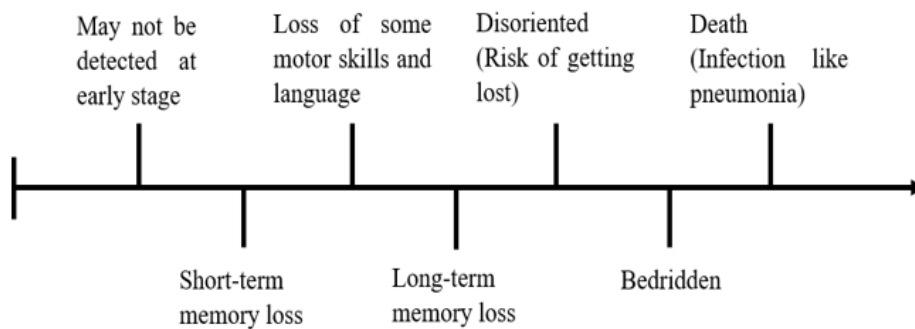 May not be
detected at
early stage
Loss of some
motor skills and
language
Disoriented
(Risk of getting
lost)
Death
(Infection like
pneumonia)
Short-term
memory loss
Long-term
memory loss
Bedridden